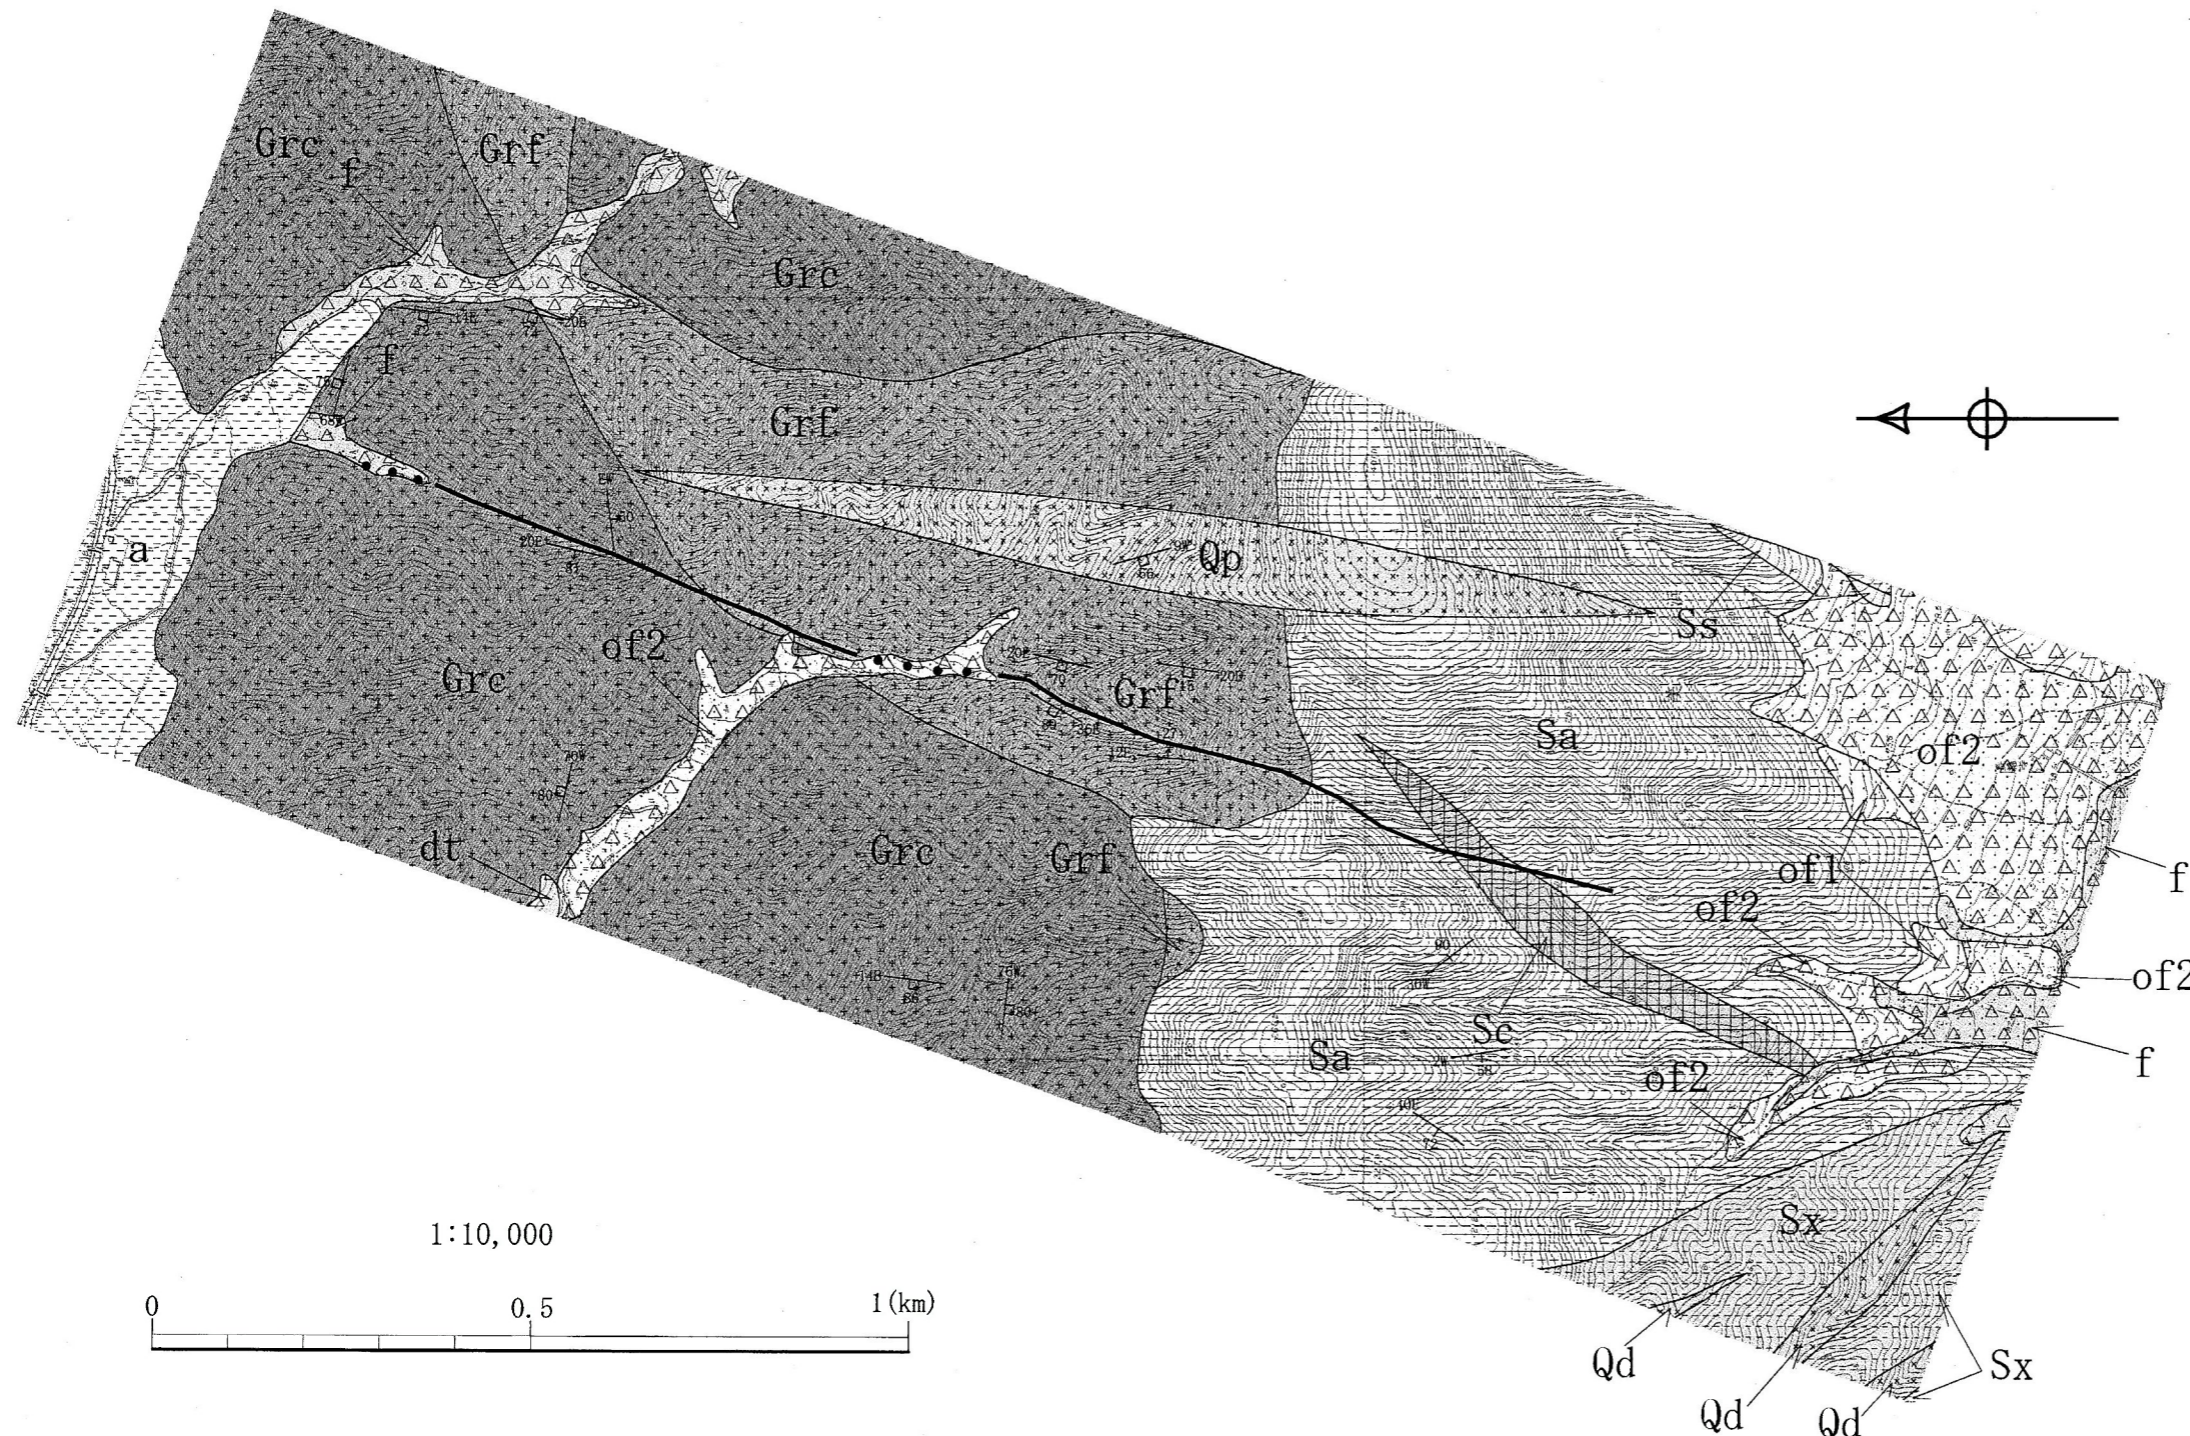 Grc
f
Grf
Grc
f
Grf
a
Qp
of2
Ss
Grc
Grf
Sa
of2
dt
Grc
Grf
of1
f
of2
of2
Sc
Sa
f
of2
Sx
1:10,000
0
0.5
1(km)
Qd
Sx
Qd
Qd